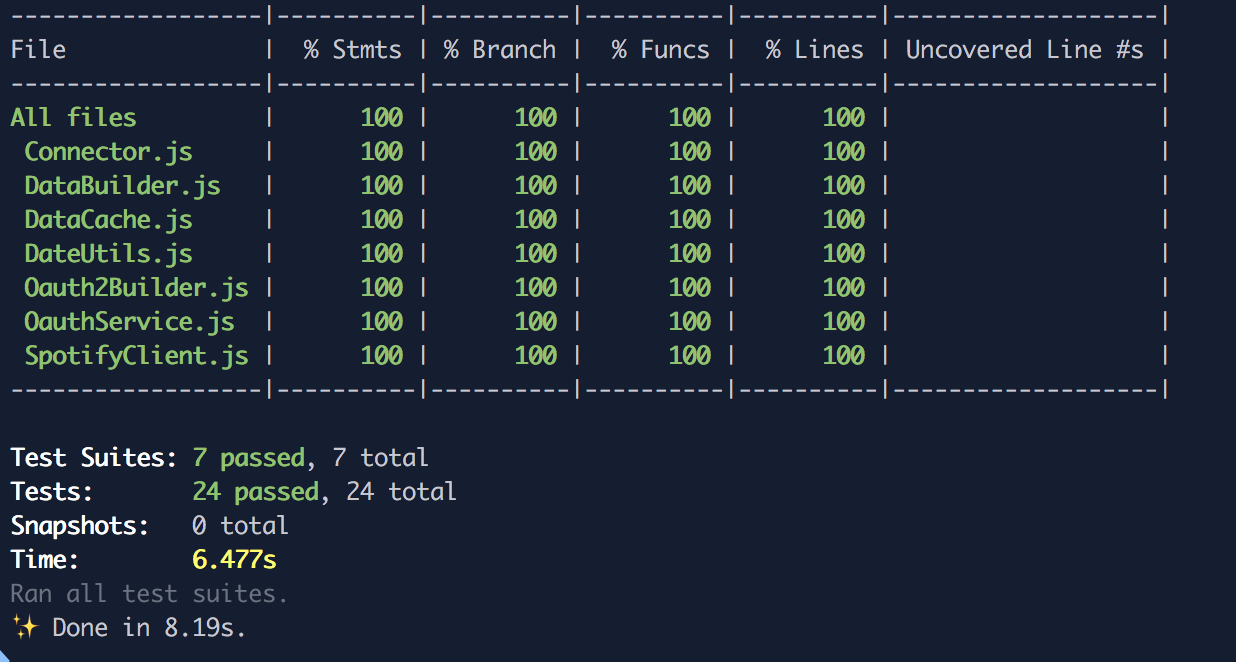 ------------------|----------|----------|----------|----------|-------------------|
File              |  % Stmts | % Branch |  % Funcs |  % Lines | Uncovered Line #s |
------------------|----------|----------|----------|----------|-------------------|
All files         |      100 |      100 |      100 |      100 |                   |
 Connector.js     |      100 |      100 |      100 |      100 |                   |
 DataBuilder.js   |      100 |      100 |      100 |      100 |                   |
 DataCache.js     |      100 |      100 |      100 |      100 |                   |
 DateUtils.js     |      100 |      100 |      100 |      100 |                   |
 Oauth2Builder.js |      100 |      100 |      100 |      100 |                   |
 OauthService.js  |      100 |      100 |      100 |      100 |                   |
 SpotifyClient.js |      100 |      100 |      100 |      100 |                   |
------------------|----------|----------|----------|----------|-------------------|
Test Suites: 7 passed, 7 total
Tests:       24 passed, 24 total
Snapshots:   0 total
Time:        6.477s
Ran all test suites.
✨ Done in 8.19s.